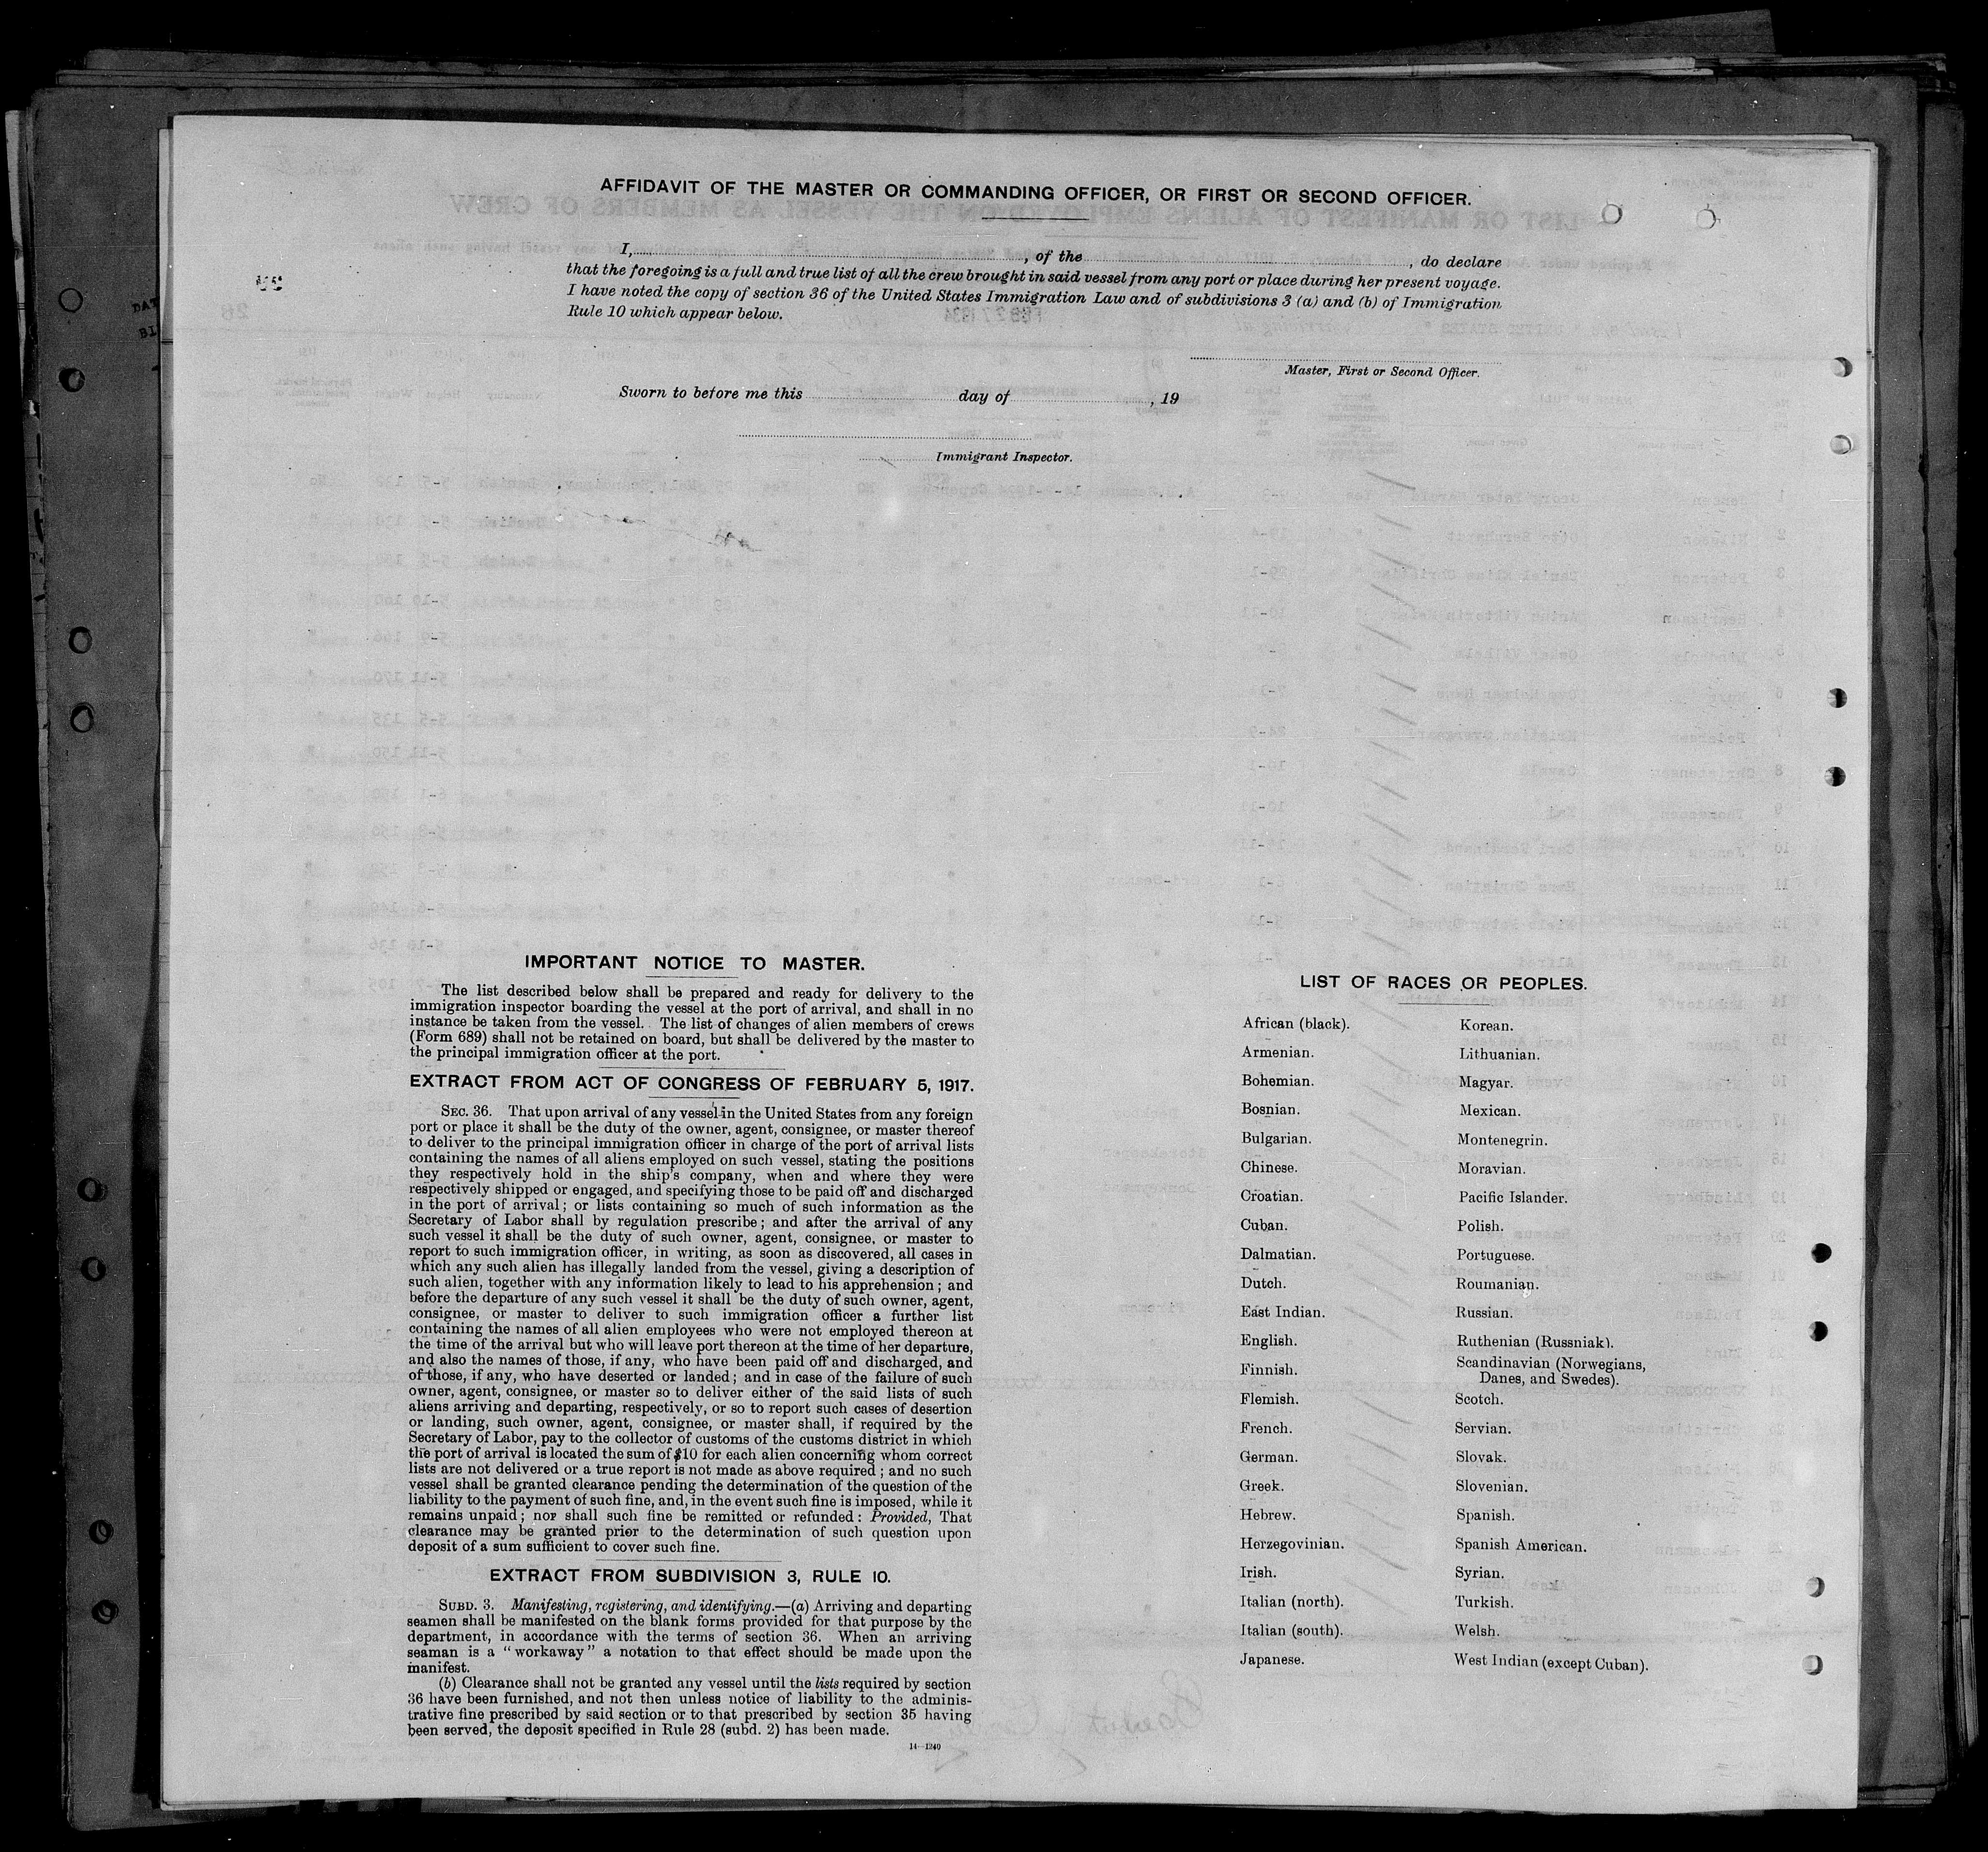 AFFIDAVIT OF THE MASTER OR COMMANDING OFFICER, OR FIRST OR SECOND OFFICER.
I, , of the , do declare
that the foregoing is a full and true list of all the crew brought in said vessel from any port or place during her present voyage.
I have noted the copy of section 36 of the United States Immigration Law and of subdivisions 3 (a) and (b) of Immigration
Rule 10 which appear below.
Master, First or Second Officer.
Sworn to before me this day of , 19
Immigrant Inspector.
IMPORTANT NOTICE TO MASTER.
The list described below shall be prepared and ready for delivery to the
immigration inspector boarding the vessel at the port of arrival, and shall in no
instance be taken from the vessel. The list of changes of alien members of crews
(Form 689) shall not be retained on board, but shall be delivered by the master to
the principal immigration officer at the port.
EXTRACT FROM ACT OF CONGRESS OF FEBRUARY 5, 1917.
SEC. 36. That upon arrival of any vessel in the United States from any foreign
port or place it shall be the duty of the owner, agent, consignee, or master thereof
to deliver to the principal immigration officer in charge of the port of arrival lists
containing the names of all aliens employed on such vessel, stating the positions
they respectively hold in the ship's company, when and where they were
respectively shipped or engaged, and specifying those to be paid off and discharged
in the port of arrival; or lists containing so much of such information as the
Secretary of Labor shall by regulation prescribe; and after the arrival of any
such vessel it shall be the duty of such owner, agent, consignee, or master to
report to such immigration officer, in writing, as soon as discovered, all cases in
which any such alien has illegally landed from the vessel, giving a description of
such alien, together with any information likely to lead to his apprehension; and
before the departure of any such vessel it shall be the duty of such owner, agent,
consignee, or master to deliver to such immigration officer a further list
containing the names of all alien employees who were not employed thereon at
the time of the arrival but who will leave port thereon at the time of her departure,
and also the names of those, if any, who have been paid off and discharged, and
of those, if any, who have deserted or landed; and in case of the failure of such
owner, agent, consignee, or master so to deliver either of the said lists of such
aliens arriving and departing, respectively, or so to report such cases of desertion
or landing, such owner, agent, consignee, or master shall, if required by the
Secretary of Labor, pay to the collector of customs of the customs district in which
the port of arrival is located the sum of $10 for each alien concerning whom correct
lists are not delivered or a true report is not made as above required; and no such
vessel shall be granted clearance pending the determination of the question of the
liability to the payment of such fine, and, in the event such fine is imposed, while it
remains unpaid; nor shall such fine be remitted or refunded: Provided, That
clearance may be granted prior to the determination of such question upon
deposit of a sum sufficient to cover such fine.
EXTRACT FROM SUBDIVISION 3, RULE 10.
SUBD. 3. Manifesting, registering, and identifying.—(a) Arriving and departing
seamen shall be manifested on the blank forms provided for that purpose by the
department, in accordance with the terms of section 36. When an arriving
seaman is a "workaway" a notation to that effect should be made upon the
manifest.
(b) Clearance shall not be granted any vessel until the lists required by section
36 have been furnished, and not then unless notice of liability to the adminis-
trative fine prescribed by said section or to that prescribed by section 35 having
been served, the deposit specified in Rule 28 (subd. 2) has been made.
14—1240
LIST OF RACES OR PEOPLES.
African (black).
Armenian.
Bohemian.
Bosnian.
Bulgarian.
Chinese.
Croatian.
Cuban.
Dalmatian.
Dutch.
East Indian.
English.
Finnish.
Flemish.
French.
German.
Greek.
Hebrew.
Herzegovinian.
Irish.
Italian (north).
Italian (south).
Japanese.
Korean.
Lithuanian.
Magyar.
Mexican.
Montenegrin.
Moravian.
Pacific Islander.
Polish.
Portuguese.
Roumanian.
Russian.
Ruthenian (Russniak).
Scandinavian (Norwegians,
Danes, and Swedes).
Scotch.
Servian.
Slovak.
Slovenian.
Spanish.
Spanish American.
Syrian.
Turkish.
Welsh.
West Indian (except Cuban).